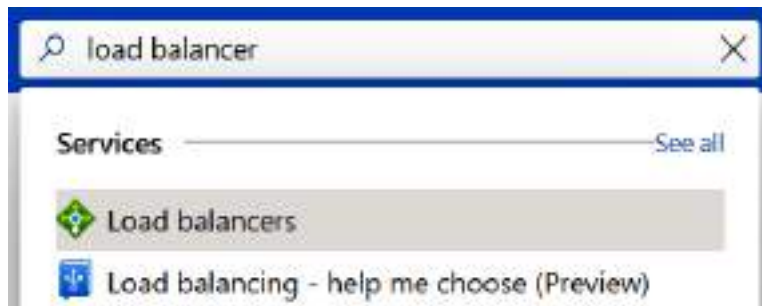 load balancer
Services See all
Load balancers
Load balancing - help me choose (Preview)